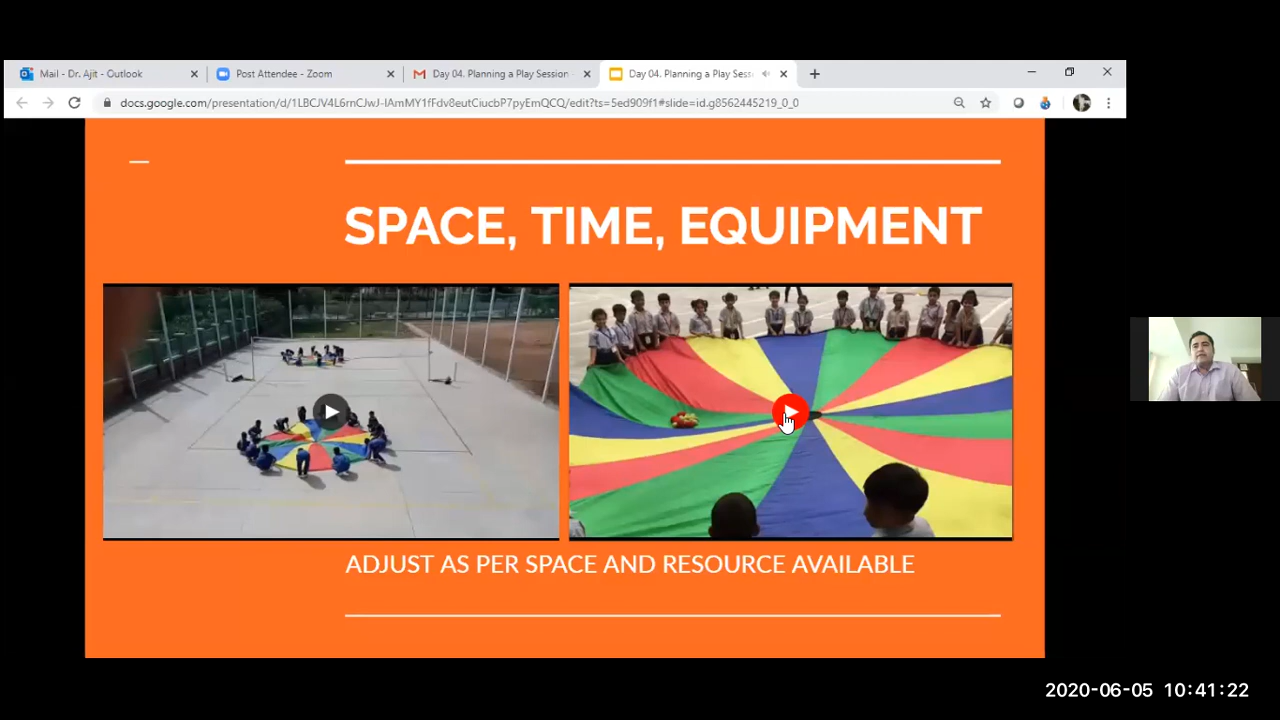 Mail - Dr. Ajit - Outlook
Post Attendee - Zoom
Day 04. Planning a Play Session
Day 04. Planning a Play Sess
docs.google.com/presentation/d/1LBCJV4L6rnCJwJ-IAmMY1fFdv8eutCiucbP7pyEmQCQ/edit?ts=5ed909f1#slide=id.g8562445219_0_0
SPACE, TIME, EQUIPMENT
ADJUST AS PER SPACE AND RESOURCE AVAILABLE
2020-06-05 10:41:22